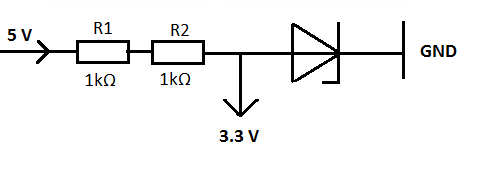 5 V
R1
R2
1kΩ
1kΩ
GND
3.3 V